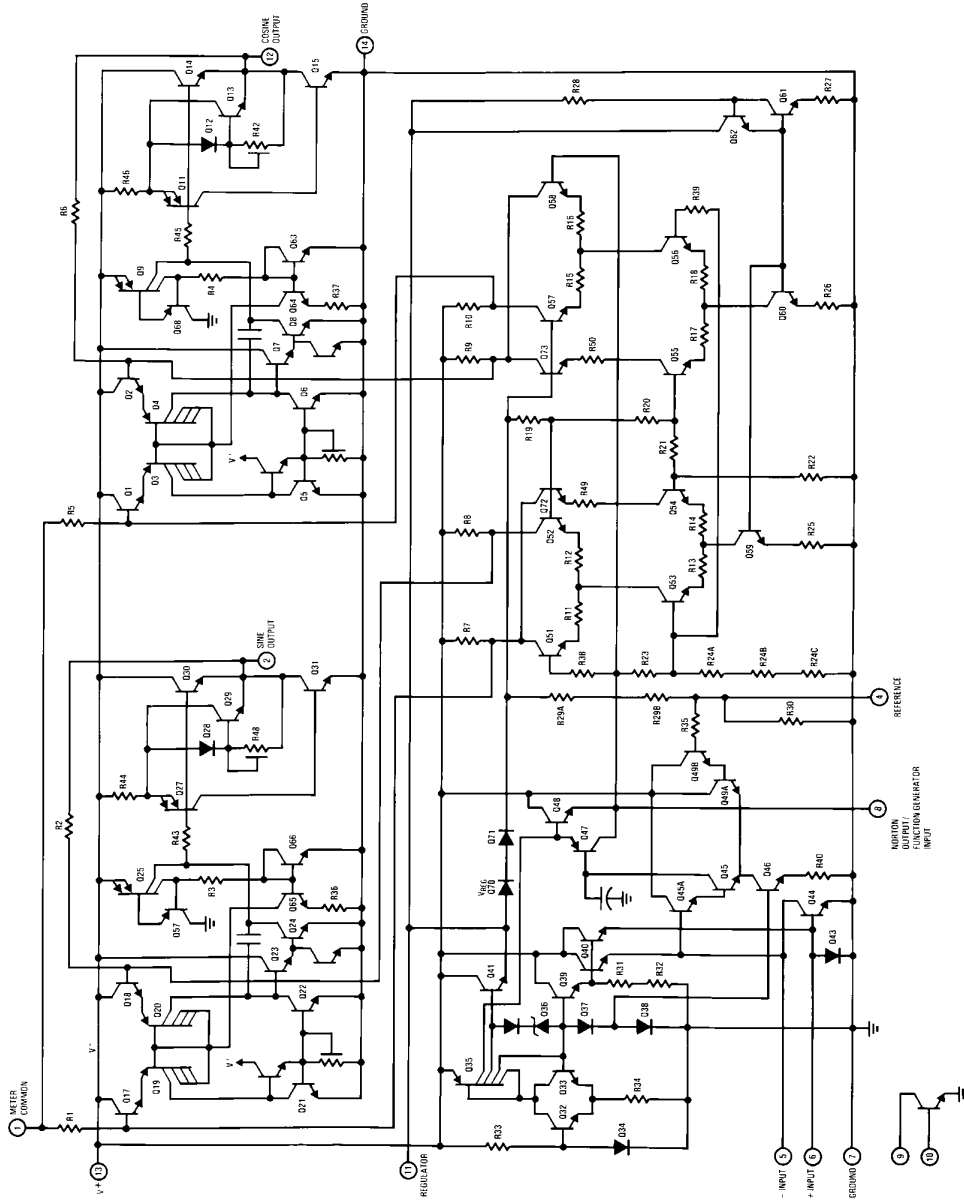 1 METER COMMON
V+ 13
11 REGULATOR
- INPUT 5
+ INPUT 6
GROUND 7
9
10
R1
Q17
Q18
V-
Q19
Q20
V'
Q21
Q22
Q23
Q24
Q57
Q25
R3
Q65
Q66
R36
R43
R44
Q27
Q28
Q29
R48
Q30
Q31
R2
2 SINE OUTPUT
R5
Q1
Q2
Q3
Q4
V'
Q5
Q6
Q7
Q8
Q68
Q9
R4
Q64
Q63
R37
R45
R46
Q11
Q12
Q13
R42
Q14
Q15
R6
12 COSINE OUTPUT
14 GROUND
R33
Q32
Q33
Q34
R34
Q35
Q41
Q36
Q37
Q38
Q39
Q40
R31
R32
Q43
Q44
R40
Q46
Q45A
Q45
Q47
Q48
VREG
Q70
Q71
Q49B
Q49A
R35
R29A
R29B
R30
8 NORTON OUTPUT/ FUNCTION GENERATOR INPUT
4 REFERENCE
R7
Q51
R38
R23
R24A
R24B
R24C
R11
R12
R8
Q52
Q72
R49
Q53
Q54
R13
R14
Q59
R25
R19
R20
R21
R22
R9
R10
Q73
R50
Q57
R15
R16
Q58
Q55
Q56
R17
R18
R39
Q60
R26
R28
Q62
Q61
R27